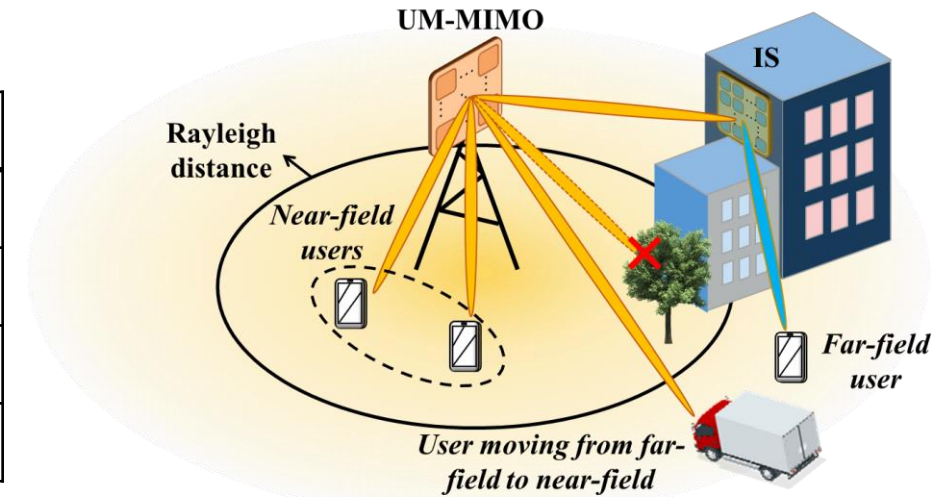 UM-MIMO
IS
Rayleigh
distance
Near-field
users
Far-field
user
User moving from far-
field to near-field